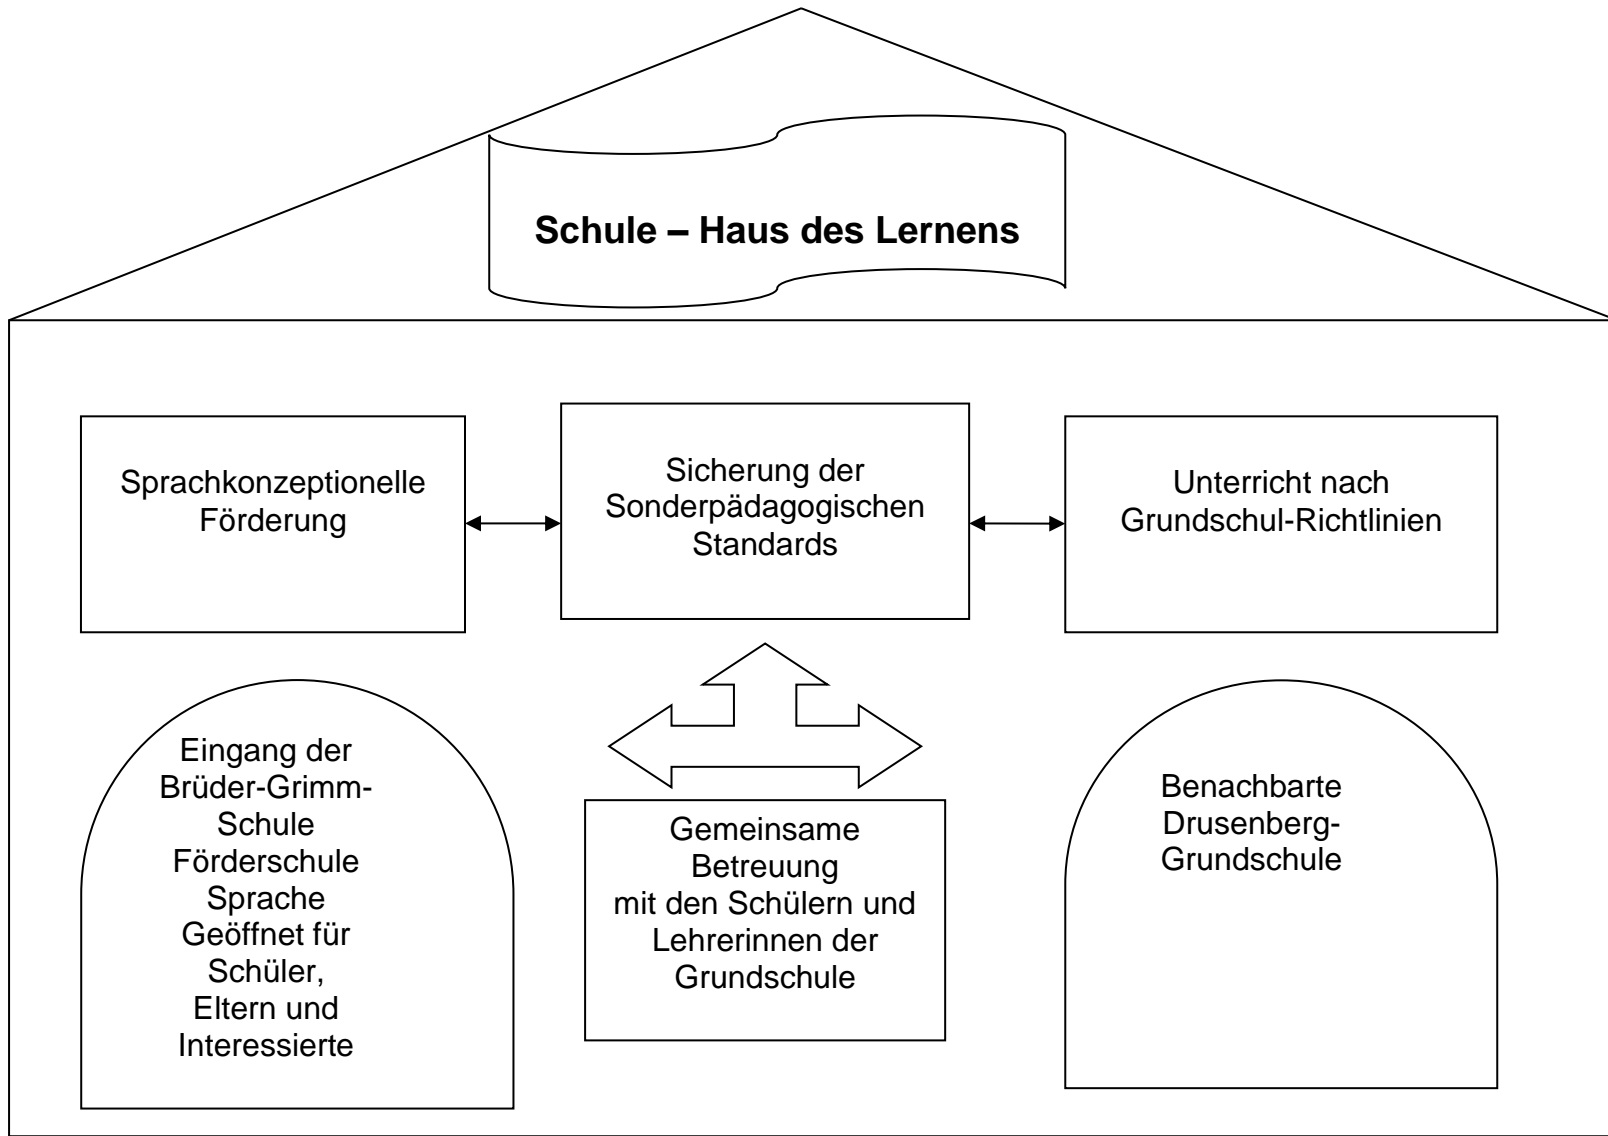 Schule – Haus des Lernens
Sprachkonzeptionelle
Förderung
Sicherung der
Sonderpädagogischen
Standards
Unterricht nach
Grundschul-Richtlinien
Eingang der
Brüder-Grimm-
Schule
Förderschule
Sprache
Geöffnet für
Schüler,
Eltern und
Interessierte
Gemeinsame
Betreuung
mit den Schülern und
Lehrerinnen der
Grundschule
Benachbarte
Drusenberg-
Grundschule